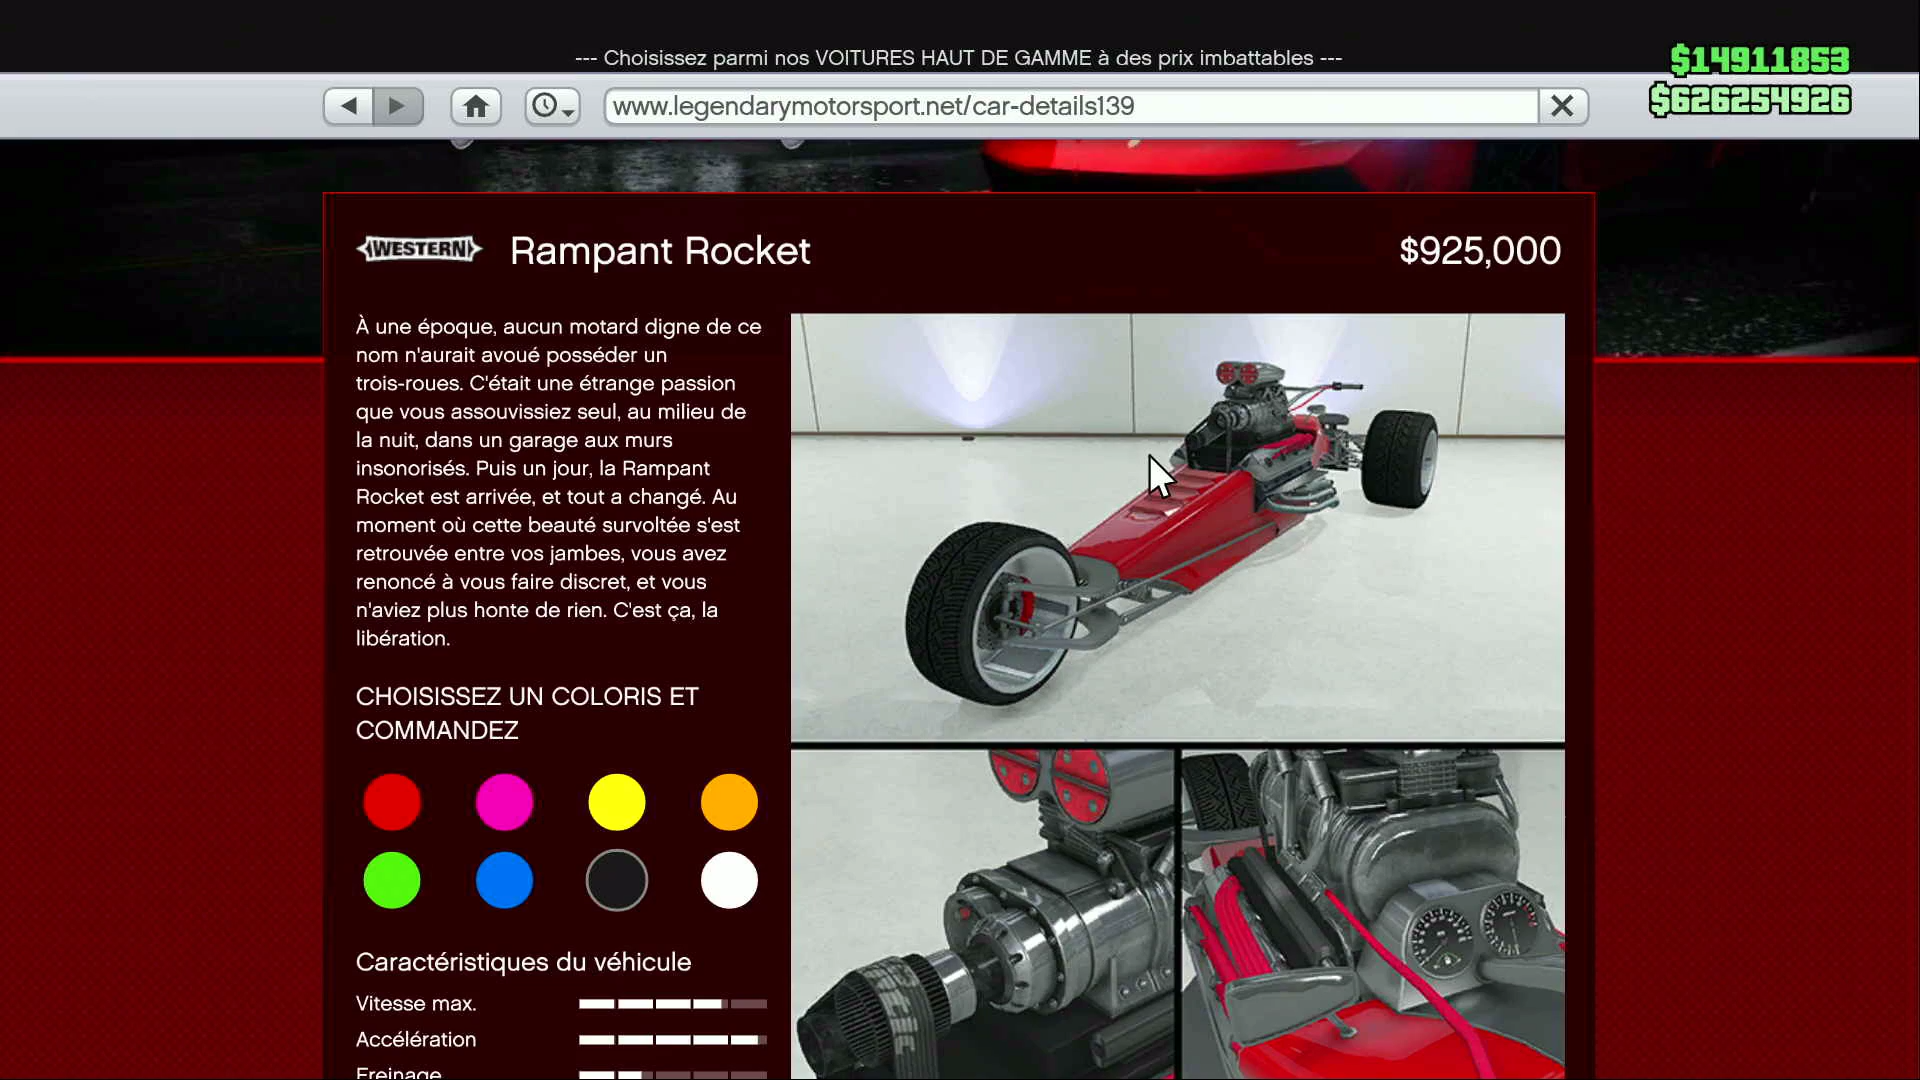 --- Choisissez parmi nos VOITURES HAUT DE GAMME à des prix imbattables ---
$14911853
www.legendarymotorsport.net/car-details139
$626254926
WESTERN
Rampant Rocket
$925,000
À une époque, aucun motard digne de ce
nom n'aurait avoué posséder un
trois-roues. C'était une étrange passion
que vous assouvissiez seul, au milieu de
la nuit, dans un garage aux murs
insonorisés. Puis un jour, la Rampant
Rocket est arrivée, et tout a changé. Au
moment où cette beauté survoltée s'est
retrouvée entre vos jambes, vous avez
renoncé à vous faire discret, et vous
n'aviez plus honte de rien. C'est ça, la
libération.
CHOISISSEZ UN COLORIS ET
COMMANDEZ
Caractéristiques du véhicule
Vitesse max.
Accélération
Freinage